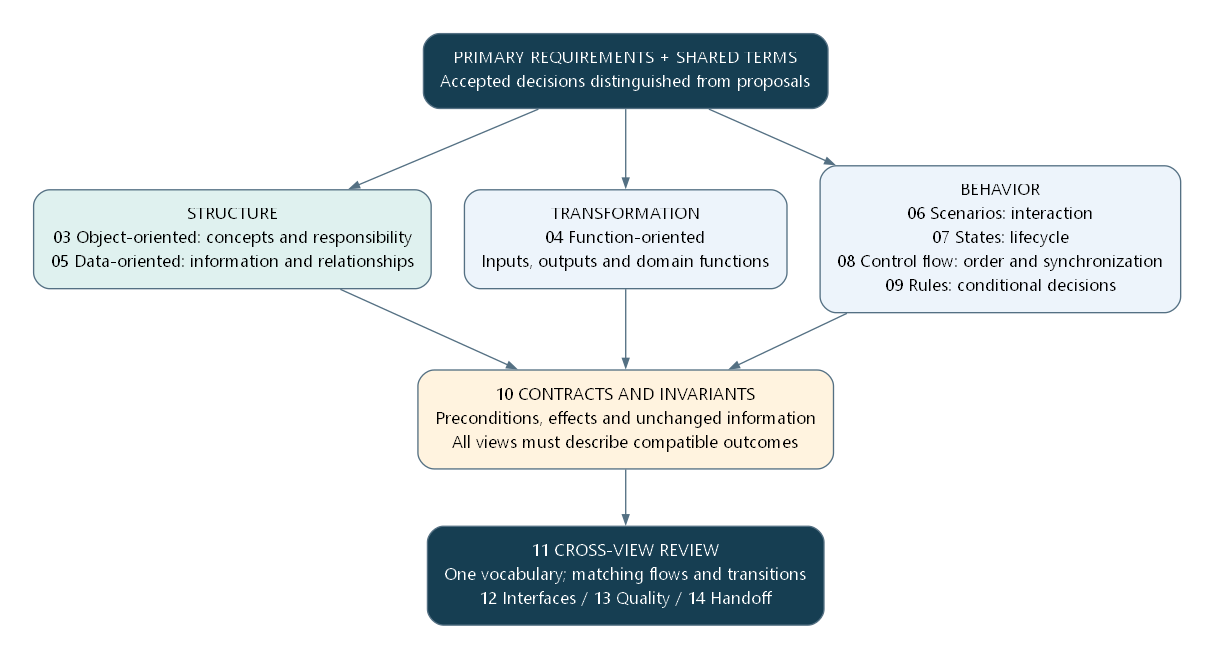 PRIMARY REQUIREMENTS + SHARED TERMS
Accepted decisions distinguished from proposals
STRUCTURE
03 Object-oriented: concepts and responsibility
05 Data-oriented: information and relationships
TRANSFORMATION
04 Function-oriented
Inputs, outputs and domain functions
BEHAVIOR
06 Scenarios: interaction
07 States: lifecycle
08 Control flow: order and synchronization
09 Rules: conditional decisions
10 CONTRACTS AND INVARIANTS
Preconditions, effects and unchanged information
All views must describe compatible outcomes
11 CROSS-VIEW REVIEW
One vocabulary; matching flows and transitions
12 Interfaces / 13 Quality / 14 Handoff